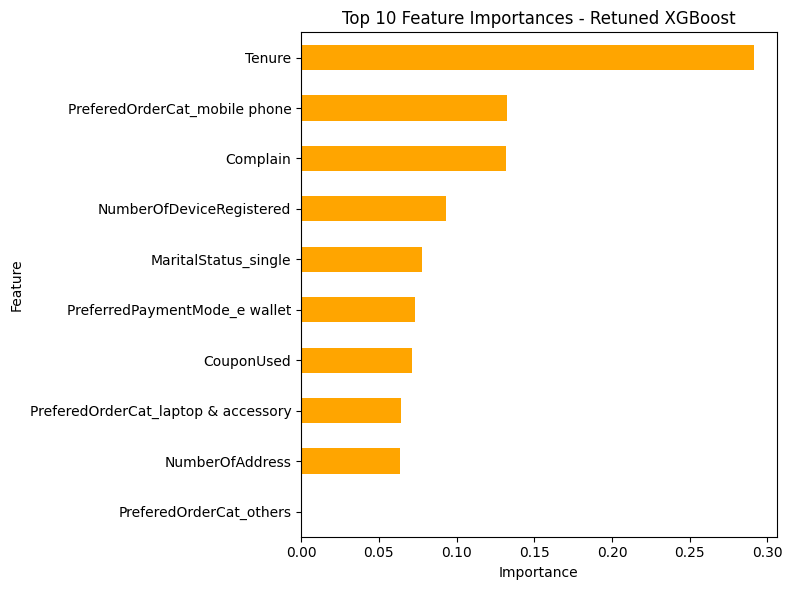 Top 10 Feature Importances - Retuned XGBoost
Feature
Tenure
PreferedOrderCat_mobile phone
Complain
NumberOfDeviceRegistered
MaritalStatus_single
PreferredPaymentMode_e wallet
CouponUsed
PreferedOrderCat_laptop & accessory
NumberOfAddress
PreferedOrderCat_others
0.00 0.05 0.10 0.15 0.20 0.25 0.30
Importance